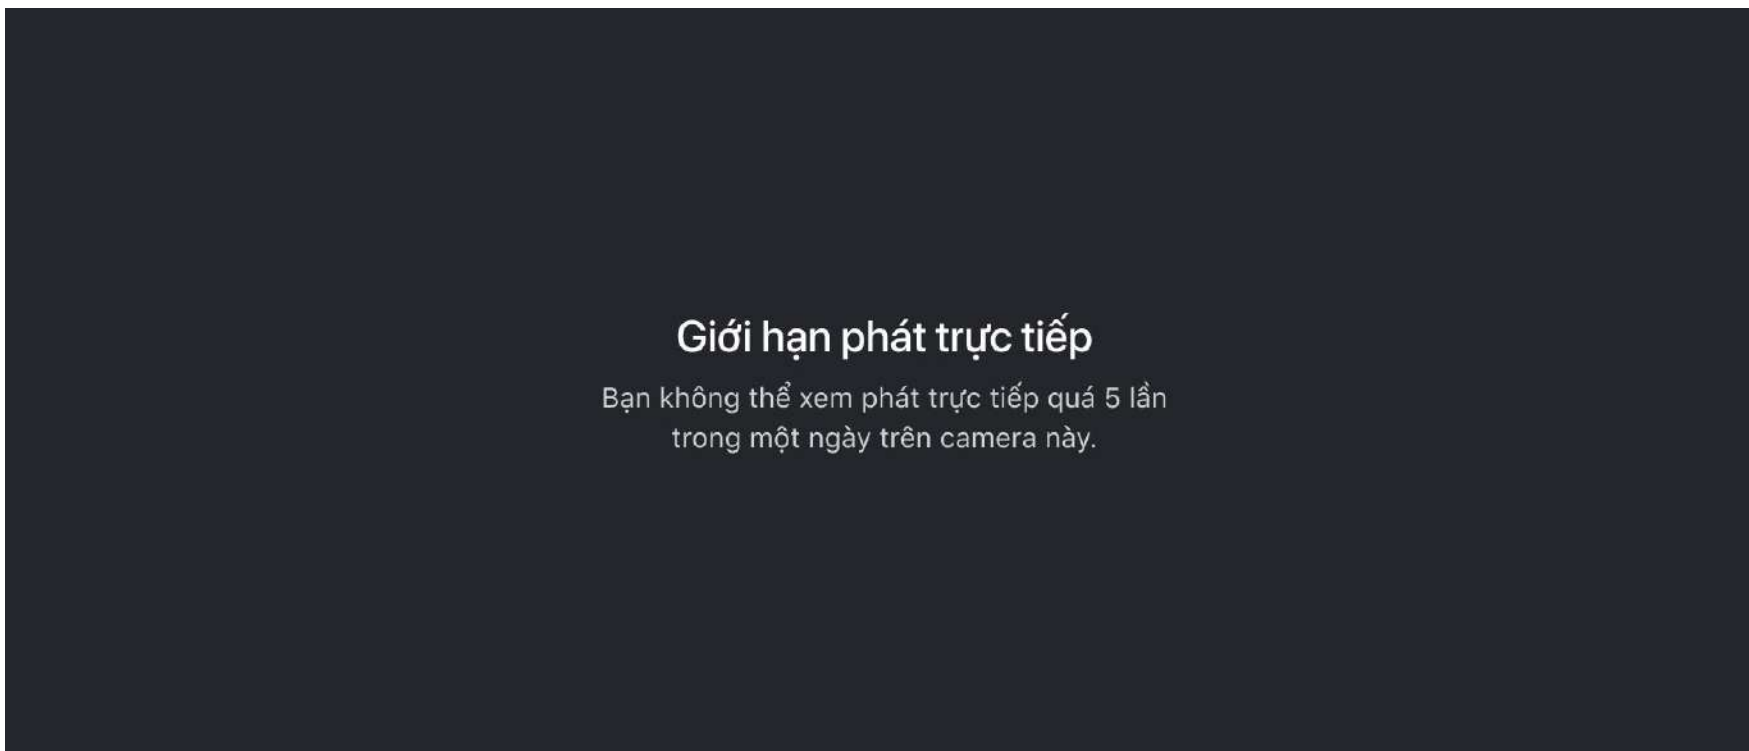 Giới hạn phát trực tiếp
Bạn không thể xem phát trực tiếp quá 5 lần
trong một ngày trên camera này.